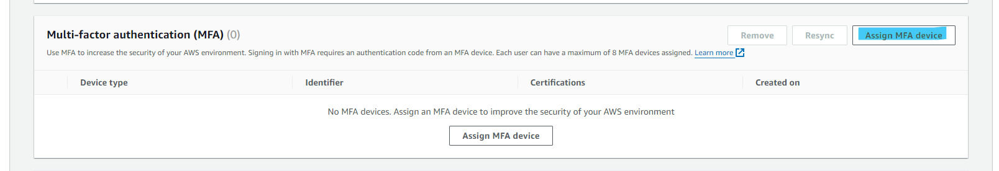 Multi-factor authentication (MFA) (0)
Remove
Resync
Assign MFA device
Use MFA to increase the security of your AWS environment. Signing in with MFA requires an authentication code from an MFA device. Each user can have a maximum of 8 MFA devices assigned. Learn more
Device type
Identifier
Certifications
Created on
No MFA devices. Assign an MFA device to improve the security of your AWS environment
Assign MFA device